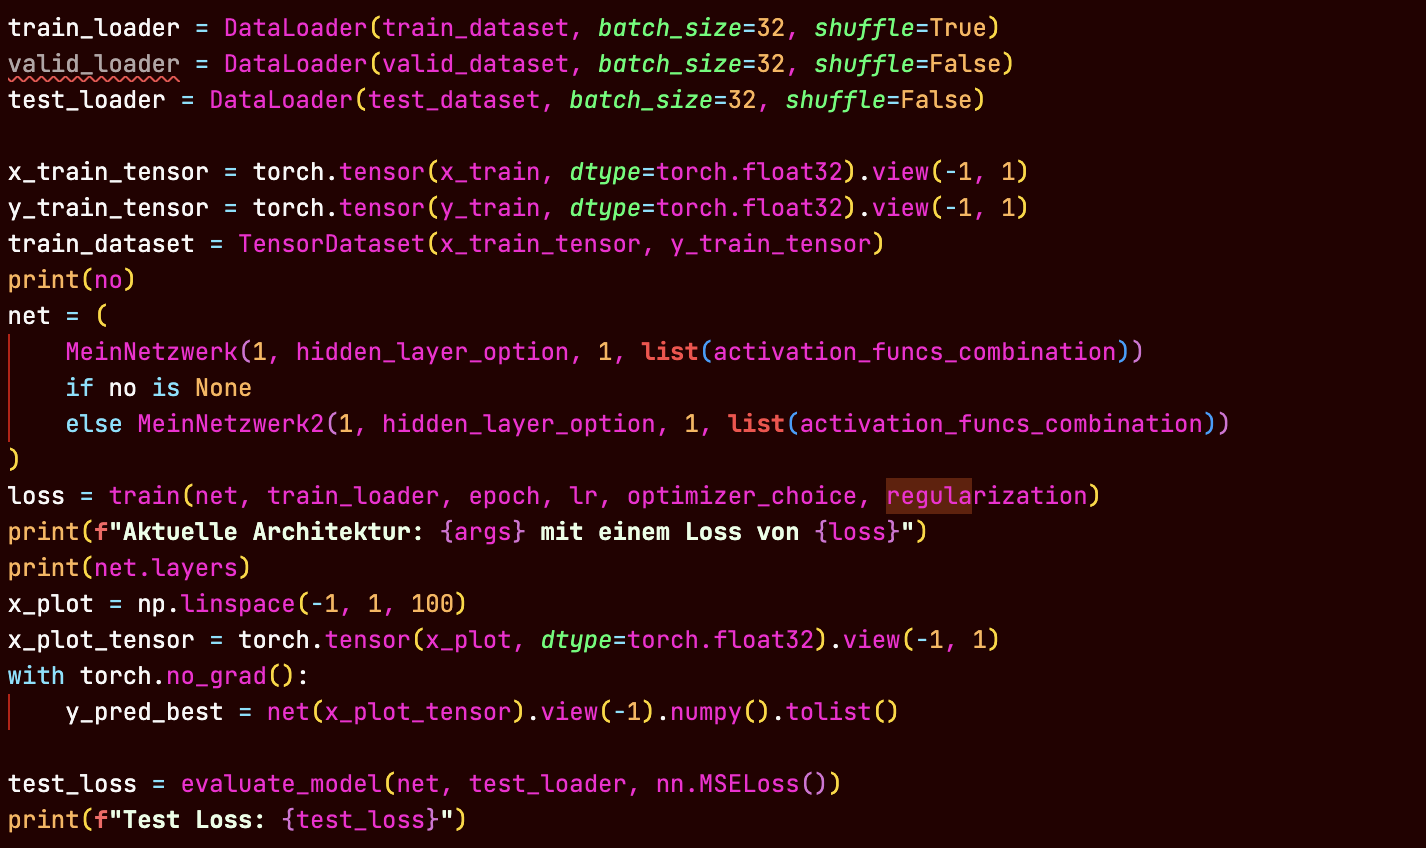 train_loader = DataLoader(train_dataset, batch_size=32, shuffle=True)
valid_loader = DataLoader(valid_dataset, batch_size=32, shuffle=False)
test_loader = DataLoader(test_dataset, batch_size=32, shuffle=False)

x_train_tensor = torch.tensor(x_train, dtype=torch.float32).view(-1, 1)
y_train_tensor = torch.tensor(y_train, dtype=torch.float32).view(-1, 1)
train_dataset = TensorDataset(x_train_tensor, y_train_tensor)
print(no)
net = (
    MeinNetzwerk(1, hidden_layer_option, 1, list(activation_funcs_combination))
    if no is None
    else MeinNetzwerk2(1, hidden_layer_option, 1, list(activation_funcs_combination))
)
loss = train(net, train_loader, epoch, lr, optimizer_choice, regularization)
print(f"Aktuelle Architektur: {args} mit einem Loss von {loss}")
print(net.layers)
x_plot = np.linspace(-1, 1, 100)
x_plot_tensor = torch.tensor(x_plot, dtype=torch.float32).view(-1, 1)
with torch.no_grad():
    y_pred_best = net(x_plot_tensor).view(-1).numpy().tolist()

test_loss = evaluate_model(net, test_loader, nn.MSELoss())
print(f"Test Loss: {test_loss}")